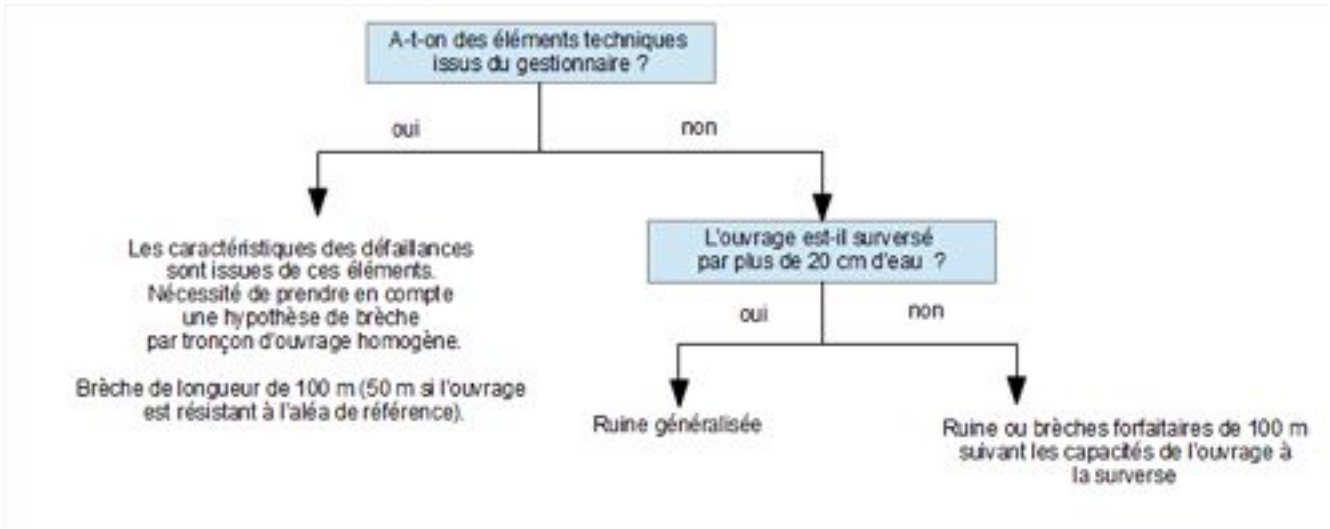 A-t-on des éléments techniques
issus du gestionnaire ?
oui
non
Les caractéristiques des défaillances
sont issues de ces éléments.
Nécessité de prendre en compte
une hypothèse de brèche
par tronçon d'ouvrage homogène.
Brèche de longueur de 100 m (50 m si l'ouvrage
est résistant à l'aléa de référence).
L'ouvrage est-il surversé
par plus de 20 cm d'eau ?
oui
non
Ruine généralisée
Ruine ou brèches forfaitaires de 100 m
suivant les capacités de l'ouvrage à
la surverse